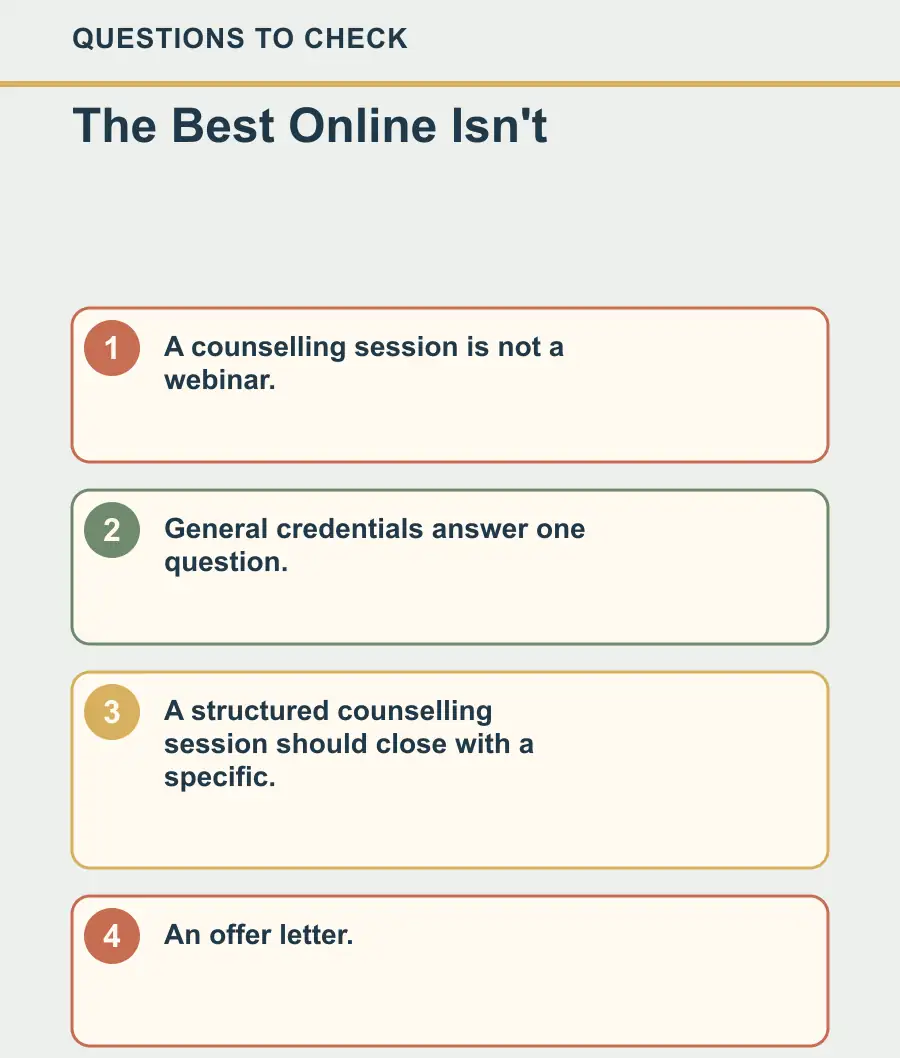 QUESTIONS TO CHECK
The Best Online Isn't
1
A counselling session is not a
webinar.
2
General credentials answer one
question.
3
A structured counselling
session should close with a
specific.
4
An offer letter.